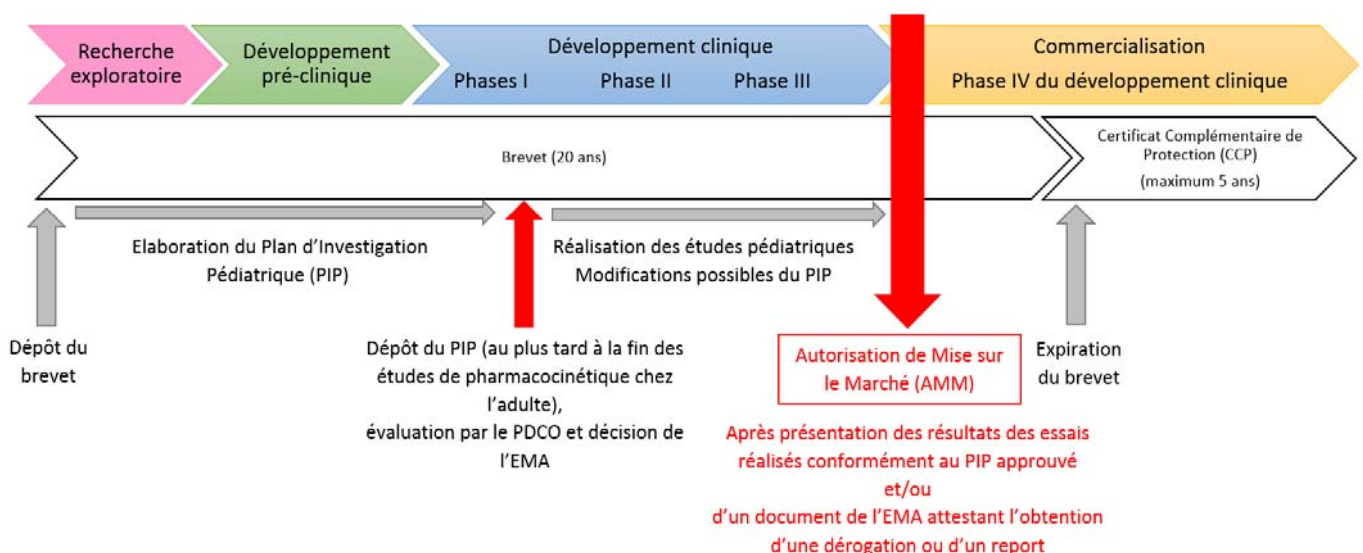 Recherche
exploratoire
Développement
pré-clinique
Développement clinique
Phases I
Phase II
Phase III
Commercialisation
Phase IV du développement clinique
Brevet (20 ans)
Certificat Complémentaire de
Protection (CCP)
(maximum 5 ans)
Elaboration du Plan d’Investigation
Pédiatrique (PIP)
Réalisation des études pédiatriques
Modifications possibles du PIP
Dépôt du
brevet
Dépôt du PIP (au plus tard à la fin des
études de pharmacocinétique chez
l’adulte),
évaluation par le PDCO et décision de
l’EMA
Autorisation de Mise sur
le Marché (AMM)
Après présentation des résultats des essais
réalisés conformément au PIP approuvé
et/ou
d’un document de l’EMA attestant l’obtention
d’une dérogation ou d’un report
Expiration
du brevet